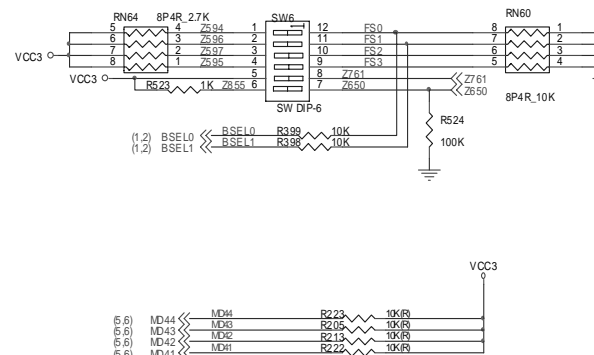 RN64 8P4R_2.7K SW6 RN60
5 4 Z594 1 12 FS0 8 1
6 3 Z596 2 11 FS1 7 2
7 2 Z597 3 10 FS2 6 3
8 1 Z595 4 9 FS3 5 4
VCC3
VCC3 5 8 Z761 Z761
R523 1K Z855 6 7 Z650 Z650
SW DIP-6 8P4R_10K
R524
100K
(1,2) BSEL0 BSEL0 R399 10K
(1,2) BSEL1 BSEL1 R398 10K
VCC3
(5,6) MD44 MD44 R223 10K(R)
(5,6) MD43 MD43 R205 10K(R)
(5,6) MD42 MD42 R213 10K(R)
(5,6) MD41 MD41 R222 10K(R)